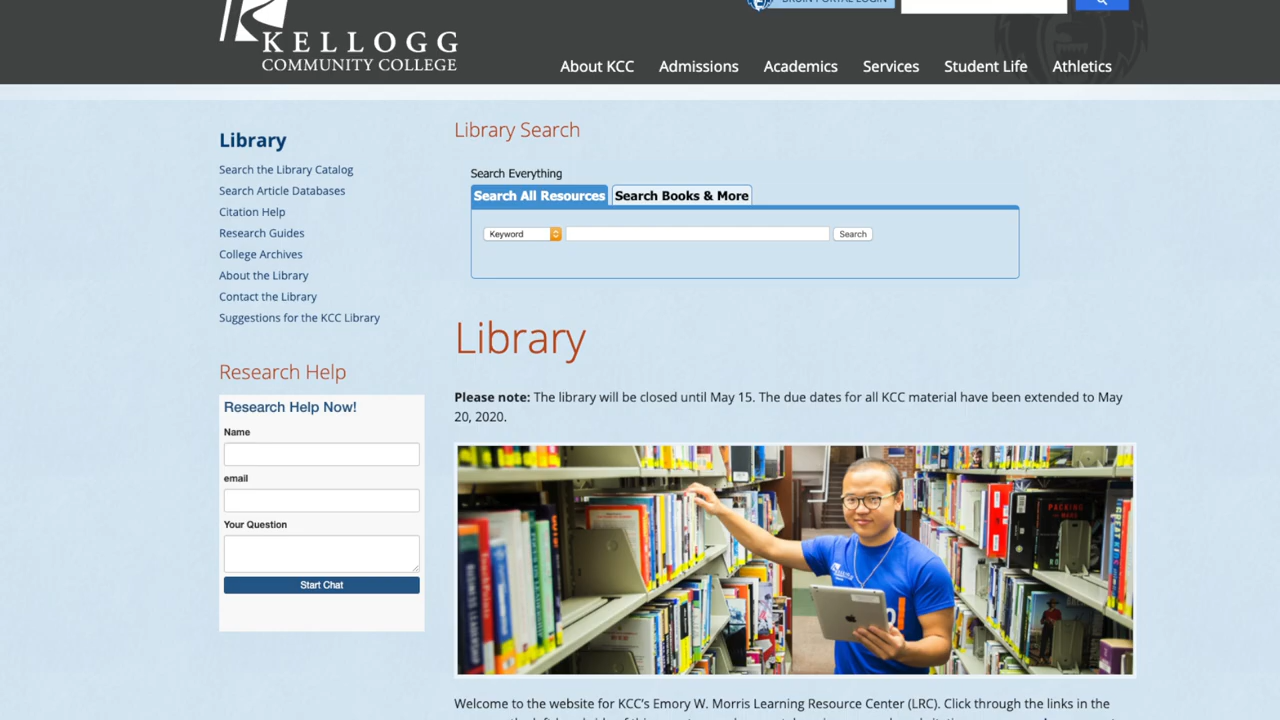 BRUIN PORTAL LOGIN
KELLOGG
COMMUNITY COLLEGE
About KCC Admissions Academics Services Student Life Athletics
Library
Search the Library Catalog
Search Article Databases
Citation Help
Research Guides
College Archives
About the Library
Contact the Library
Suggestions for the KCC Library
Research Help
Research Help Now!
Name
email
Your Question
Start Chat
Library Search
Search Everything
Search All Resources Search Books & More
Keyword Search
Library
Please note: The library will be closed until May 15. The due dates for all KCC material have been extended to May
20, 2020.
PACKING
Welcome to the website for KCC's Emory W. Morris Learning Resource Center (LRC). Click through the links in the